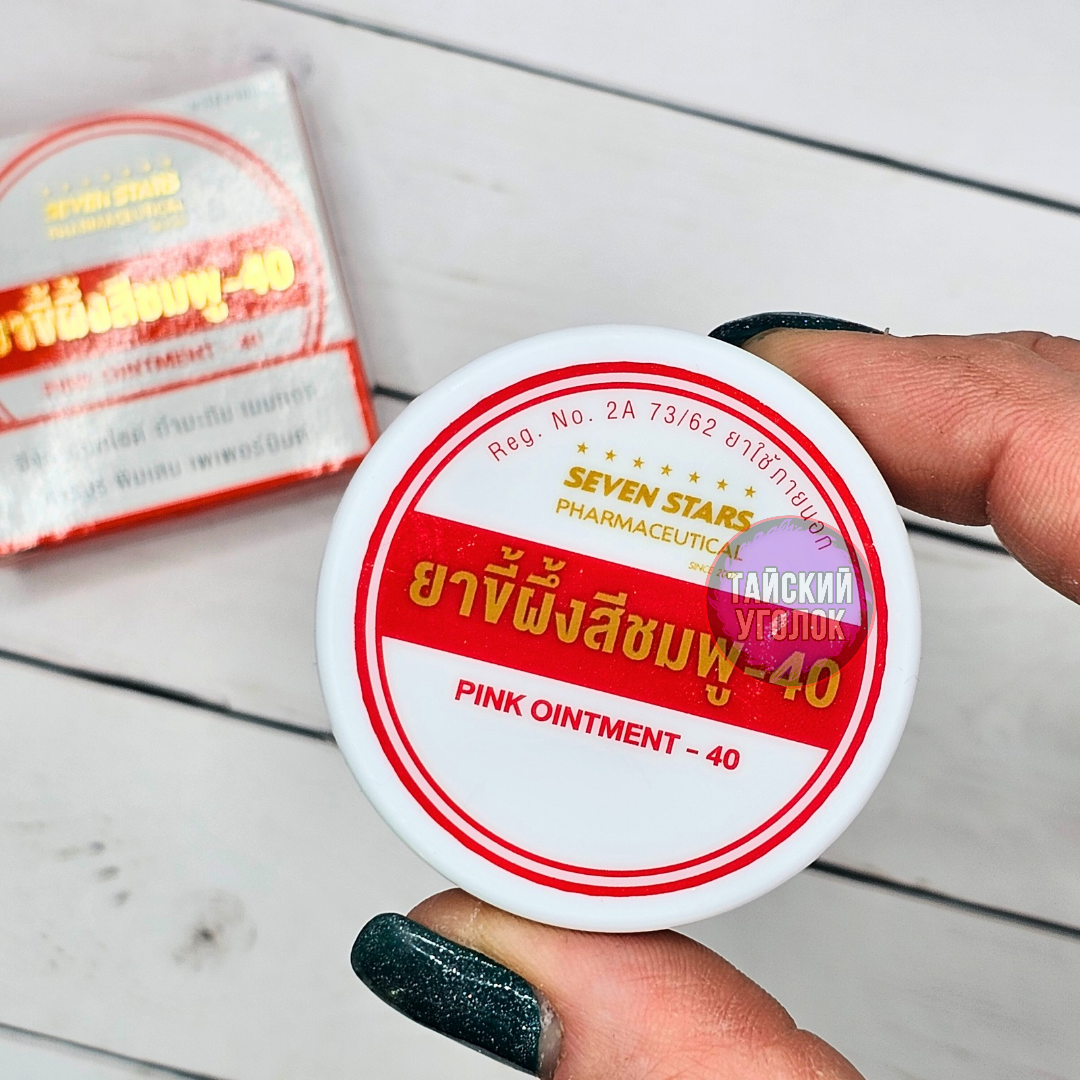 SEVEN STARS
PHARMACEUTICAL
ยาขี้ผึ้งสีชมพู-40
PINK OINTMENT - 40
Reg. No. 2A 73/62 ยาใช้ภายนอก
SEVEN STARS
PHARMACEUTICAL
SINCE
ТАЙСКИЙ
УГОЛОК
ยาขี้ผึ้งสีชมพู-40
PINK OINTMENT - 40